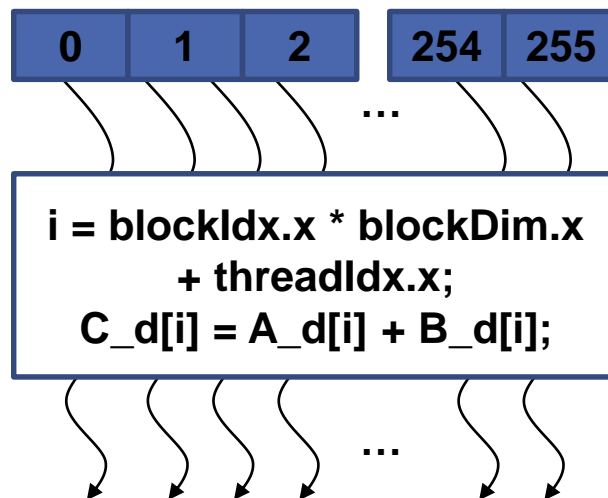 0 1 2 254 255
...
i = blockIdx.x * blockDim.x
+ threadIdx.x;
C_d[i] = A_d[i] + B_d[i];
...